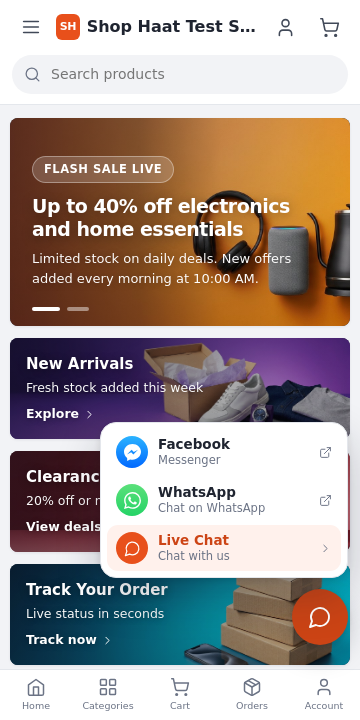 SH Shop Haat Test S...
Search products
FLASH SALE LIVE
Up to 40% off electronics
and home essentials
Limited stock on daily deals. New offers
added every morning at 10:00 AM.
New Arrivals
Fresh stock added this week
Explore
Facebook
Messenger
WhatsApp
Chat on WhatsApp
Live Chat
Chat with us
Clearanc
20% off or
View deals
Track Your Order
Live status in seconds
Track now
Home Categories Cart Orders Account